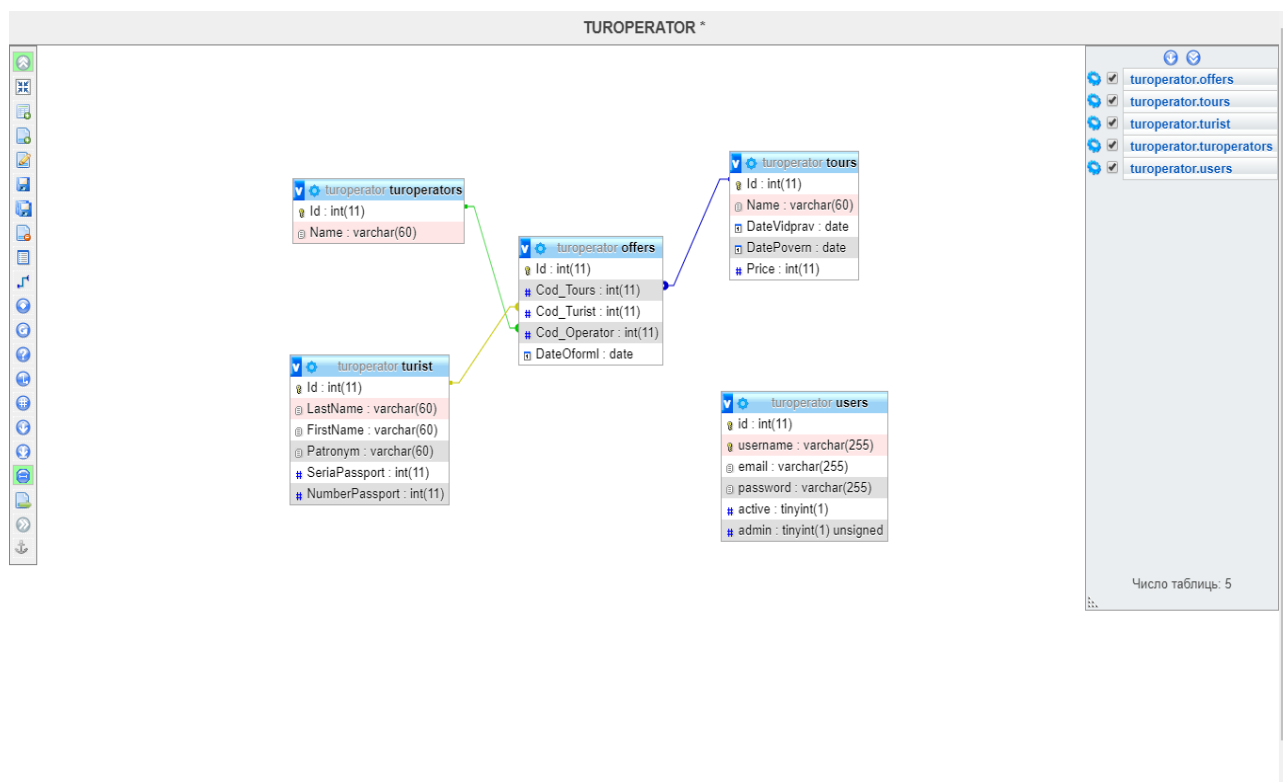 TUROPERATOR *
turoperator turoperators
Id : int(11)
Name : varchar(60)
turoperator offers
Id : int(11)
Cod_Tours : int(11)
Cod_Turist : int(11)
Cod_Operator : int(11)
DateOforml : date
turoperator tours
Id : int(11)
Name : varchar(60)
DateVidprav : date
DatePovern : date
Price : int(11)
turoperator turist
Id : int(11)
LastName : varchar(60)
FirstName : varchar(60)
Patronym : varchar(60)
SeriaPassport : int(11)
NumberPassport : int(11)
turoperator users
id : int(11)
username : varchar(255)
email : varchar(255)
password : varchar(255)
active : tinyint(1)
admin : tinyint(1) unsigned
turoperator.offers
turoperator.tours
turoperator.turist
turoperator.turoperators
turoperator.users
Число таблиць: 5